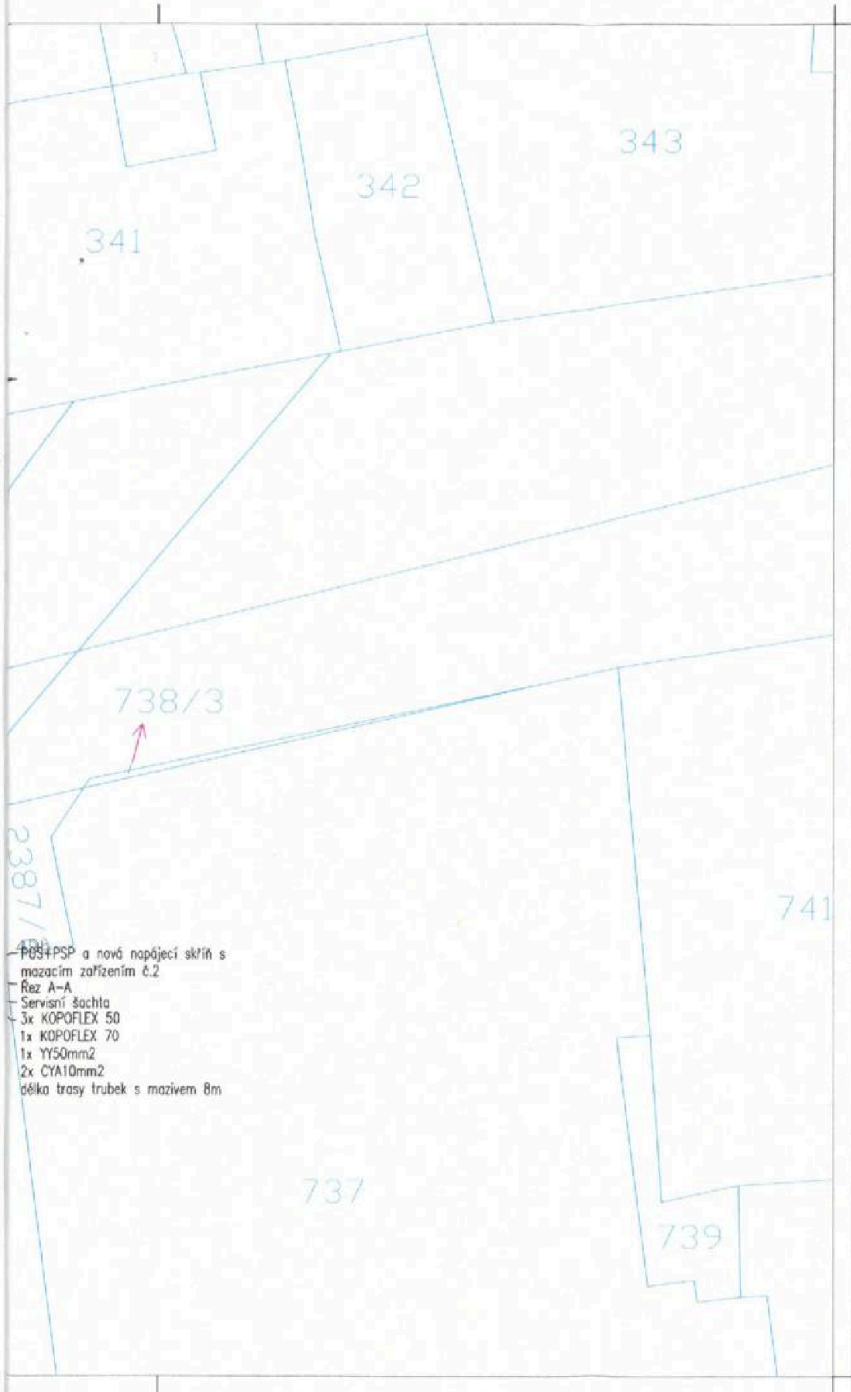 343
342
341
738/3
2387/
741
PSP a nová napájecí skříň s
mazacím zařízením č.2
Řez A-A
Servisní šachta
3x KOPOFLEX 50
1x KOPOFLEX 70
1x YY50mm2
2x CYA10mm2
délka trasy trubek s mazivem 8m
737
739